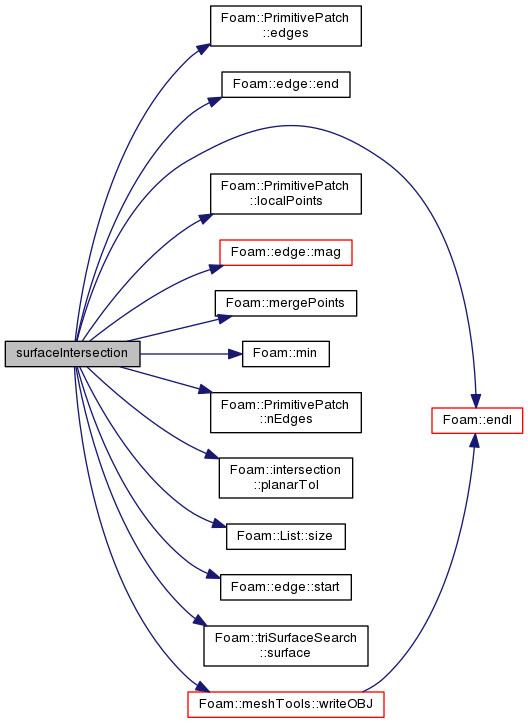 Foam::PrimitivePatch
::edges
Foam::edge::end
Foam::PrimitivePatch
::localPoints
Foam::edge::mag
Foam::mergePoints
surfaceIntersection
Foam::min
Foam::PrimitivePatch
::nEdges
Foam::endl
Foam::intersection
::planarTol
Foam::List::size
Foam::edge::start
Foam::triSurfaceSearch
::surface
Foam::meshTools::writeOBJ